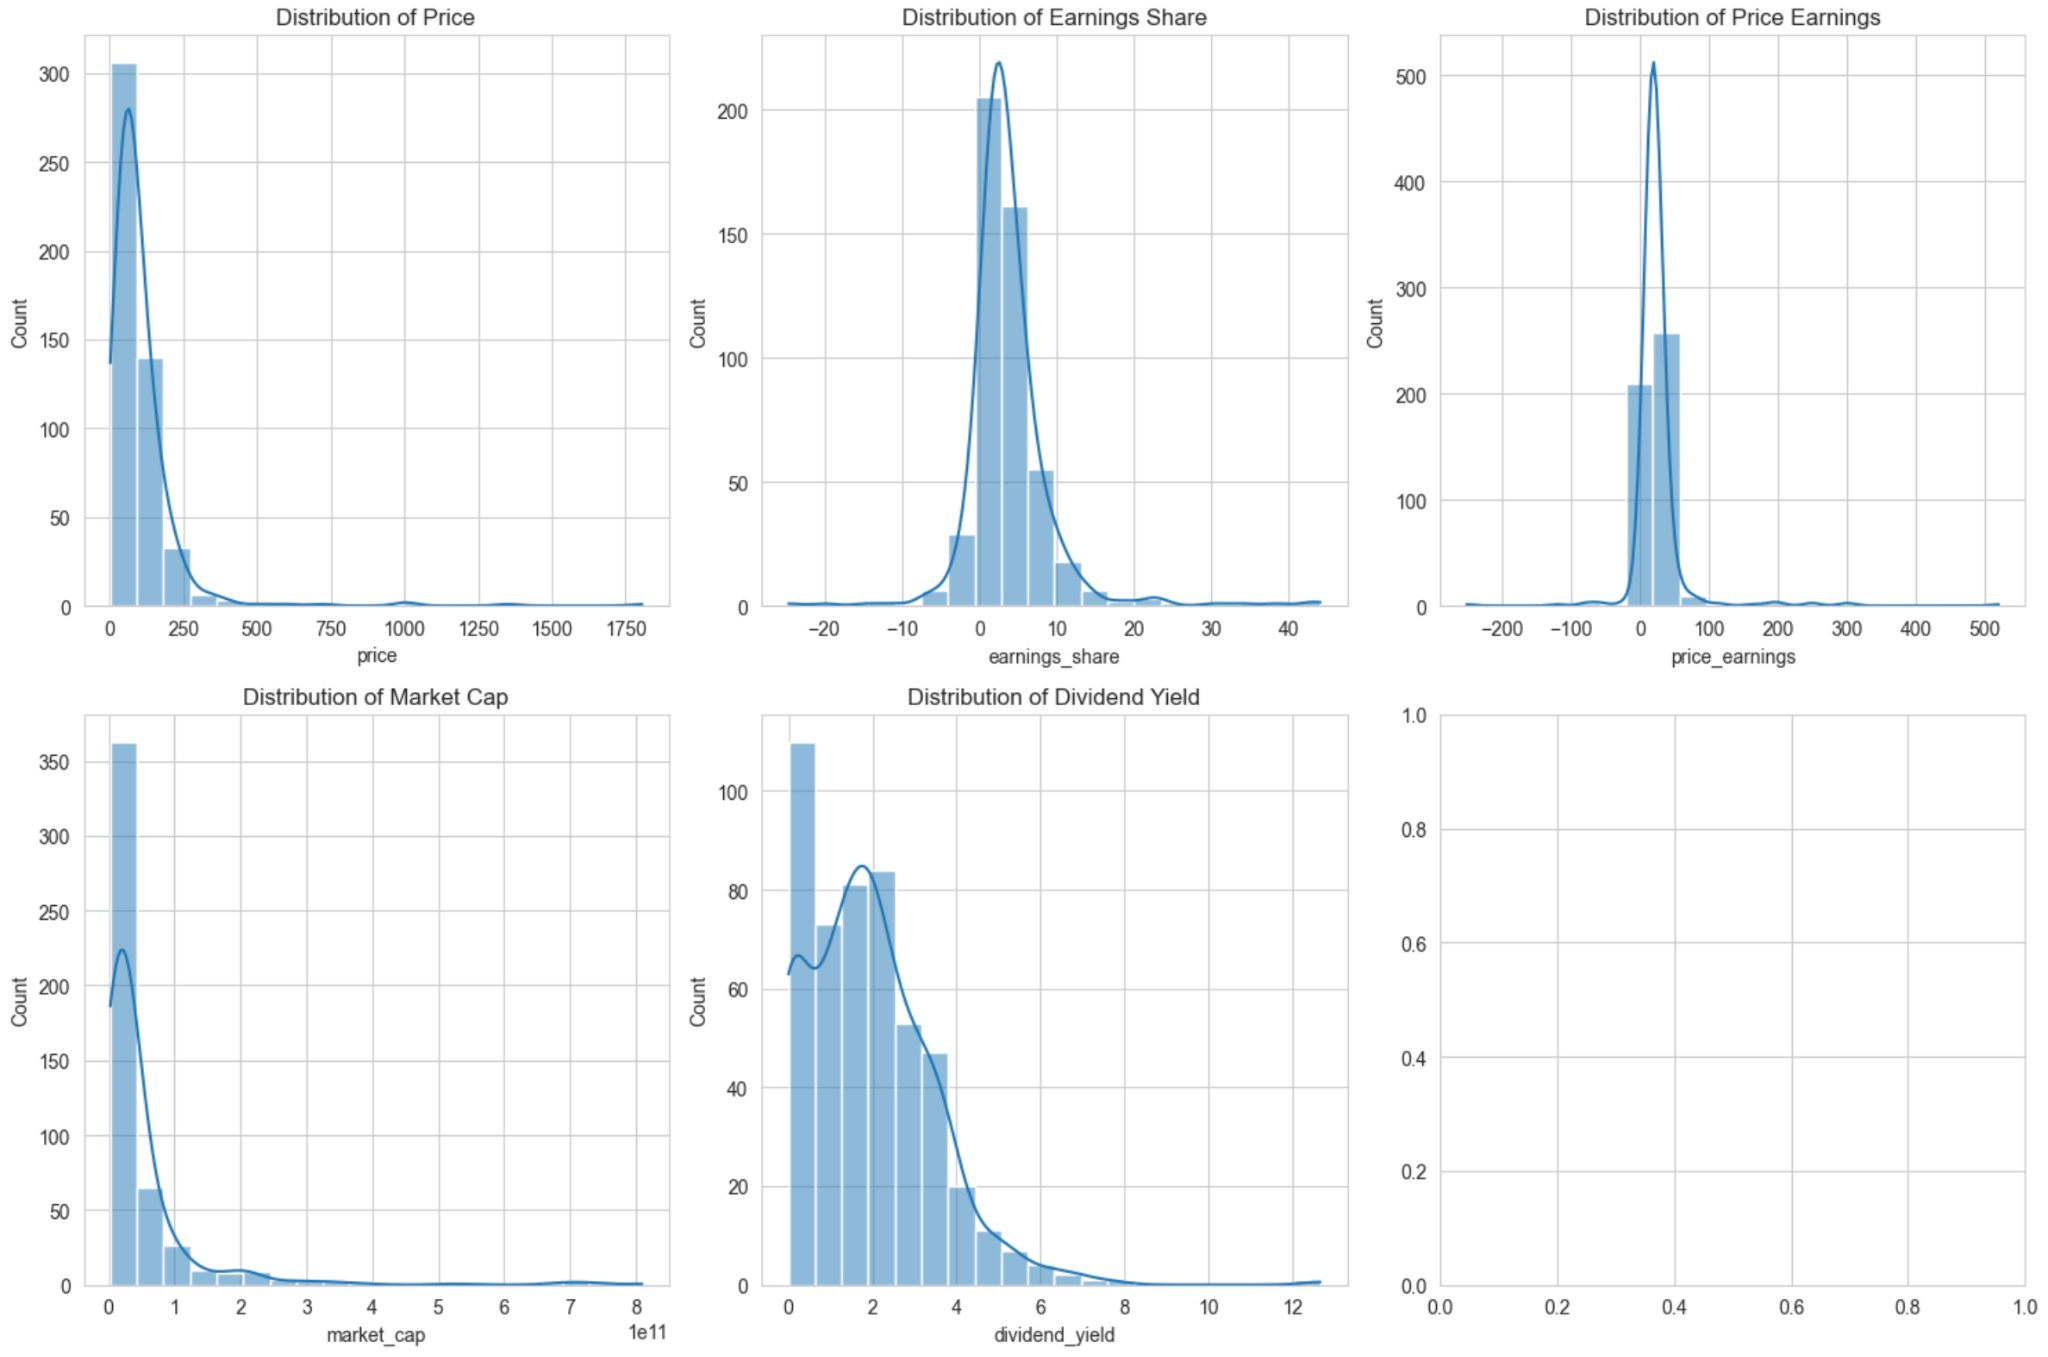 Distribution of Price
300
250
200
150
100
50
0
Count
0 250 500 750 1000 1250 1500 1750
price
Distribution of Earnings Share
200
150
100
50
0
Count
−20 −10 0 10 20 30 40
earnings_share
Distribution of Price Earnings
500
400
300
200
100
0
Count
−200 −100 0 100 200 300 400 500
price_earnings
Distribution of Market Cap
350
300
250
200
150
100
50
0
Count
0 1 2 3 4 5 6 7 8
1e11
market_cap
Distribution of Dividend Yield
100
80
60
40
20
0
Count
0 2 4 6 8 10 12
dividend_yield
1.0
0.8
0.6
0.4
0.2
0.0
0.0 0.2 0.4 0.6 0.8 1.0